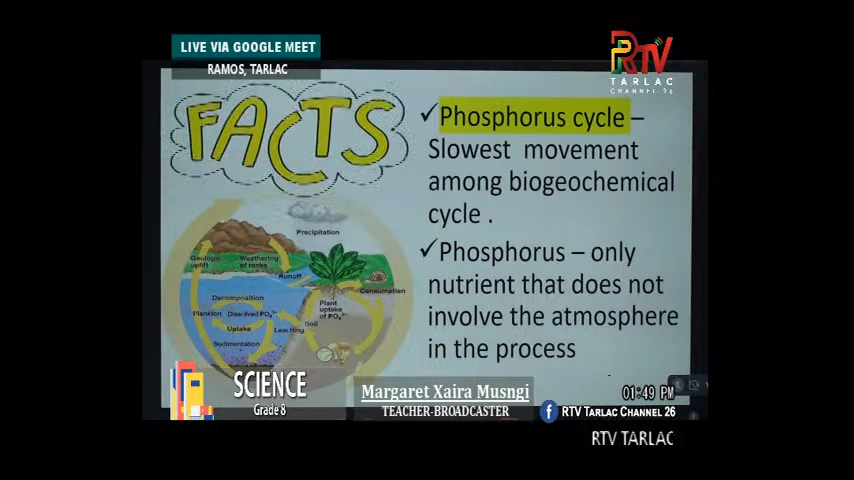 LIVE VIA GOOGLE MEET
RAMOS, TARLAC
RTV
TARLAC
CHANNEL 26
FACTS
✓Phosphorus cycle –
Slowest movement
among biogeochemical
cycle .
✓Phosphorus – only
nutrient that does not
involve the atmosphere
in the process
Precipitation
Geologic
uplift
Weathering
of rocks
Runoff
Consumption
Decomposition
Plant
uptake
of PO₄³⁻
Plankton Dissolved PO₄³⁻
Soil
Uptake
Leaching
Sedimentation
SCIENCE
Grade 8
Margaret Xaira Musngi
TEACHER-BROADCASTER
01:49 PM
f RTV TARLAC CHANNEL 26
RTV TARLAC